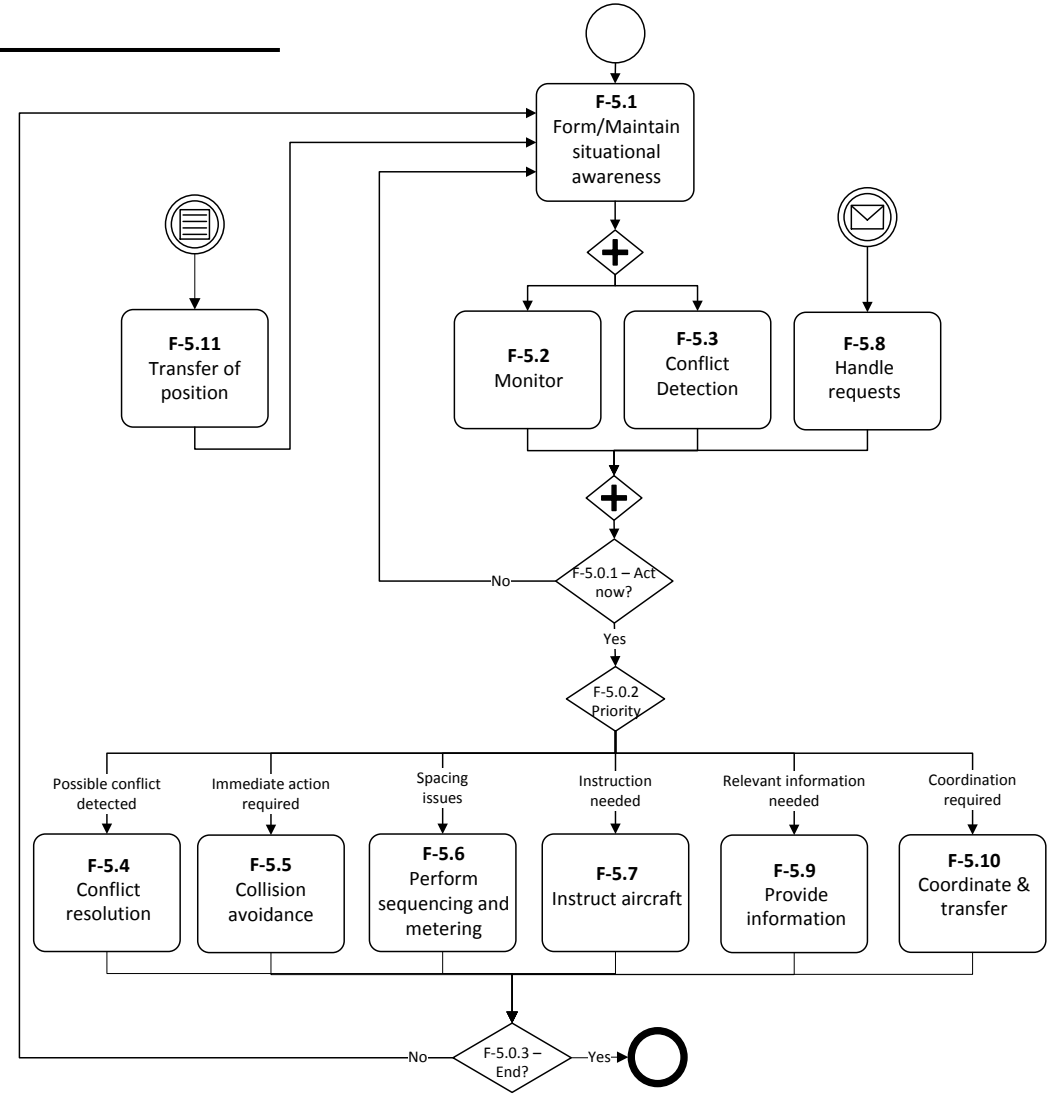 F-5.1
Form/Maintain
situational
awareness
F-5.11
Transfer of
position
F-5.2
Monitor
F-5.3
Conflict
Detection
F-5.8
Handle
requests
F-5.0.1 – Act
now?
No
Yes
F-5.0.2
Priority
Possible conflict
detected
Immediate action
required
Spacing
issues
Instruction
needed
Relevant information
needed
Coordination
required
F-5.4
Conflict
resolution
F-5.5
Collision
avoidance
F-5.6
Perform
sequencing and
metering
F-5.7
Instruct aircraft
F-5.9
Provide
information
F-5.10
Coordinate &
transfer
No
F-5.0.3 –
End?
Yes